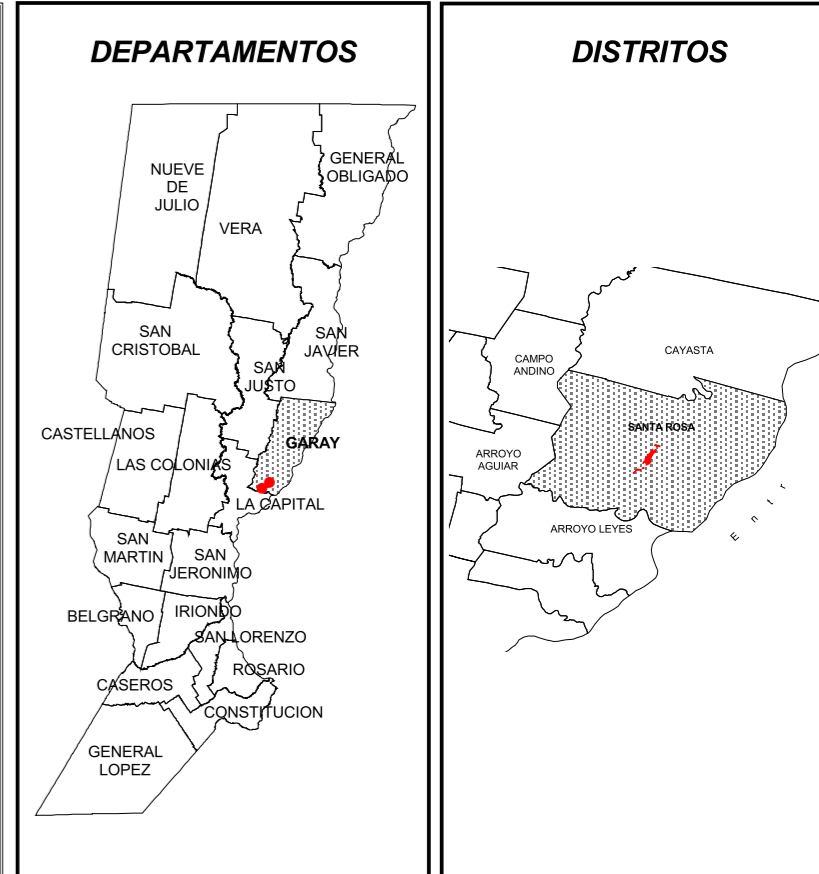 DEPARTAMENTOS
NUEVE
DE
JULIO
GENERAL
OBLIGADO
VERA
SAN
CRISTOBAL
SAN
JAVIER
SAN
JUSTO
CASTELLANOS
GARAY
LAS COLONIAS
LA CAPITAL
SAN
MARTIN
SAN
JERONIMO
BELGRANO
IRIONDO
SAN LORENZO
ROSARIO
CASEROS
CONSTITUCION
GENERAL
LOPEZ
DISTRITOS
CAYASTA
CAMPO
ANDINO
SANTA ROSA
ARROYO
AGUIAR
ARROYO LEYES
E n t r